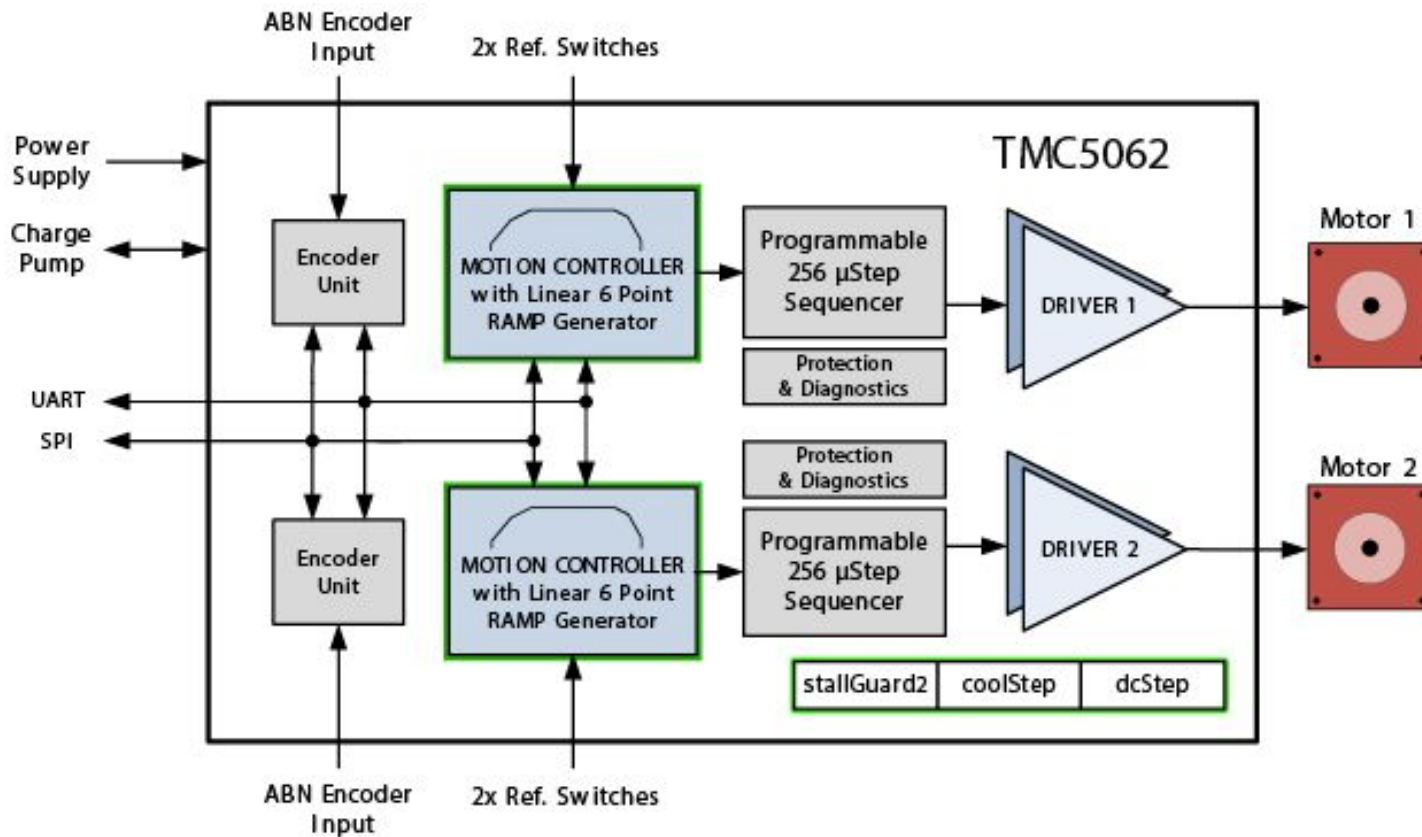 ABN Encoder
Input
2x Ref. Switches
Power
Supply
Charge
Pump
TMC5062
Encoder
Unit
MOTION CONTROLLER
with Linear 6 Point
RAMP Generator
Programmable
256 µStep
Sequencer
DRIVER 1
Motor 1
Protection
& Diagnostics
UART
SPI
Protection
& Diagnostics
Encoder
Unit
MOTION CONTROLLER
with Linear 6 Point
RAMP Generator
Programmable
256 µStep
Sequencer
DRIVER 2
Motor 2
stallGuard2
coolStep
dcStep
ABN Encoder
Input
2x Ref. Switches